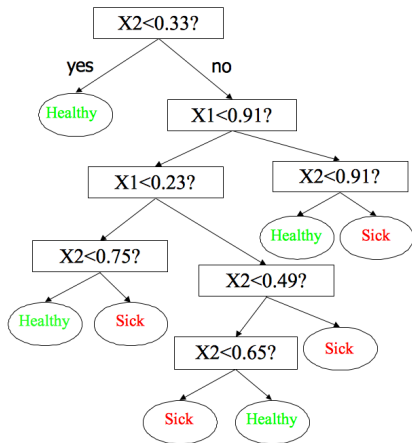 X2<0.33?
yes
no
Healthy
X1<0.91?
X1<0.23?
X2<0.91?
Healthy
Sick
X2<0.75?
X2<0.49?
Healthy
Sick
Sick
X2<0.65?
Sick
Healthy